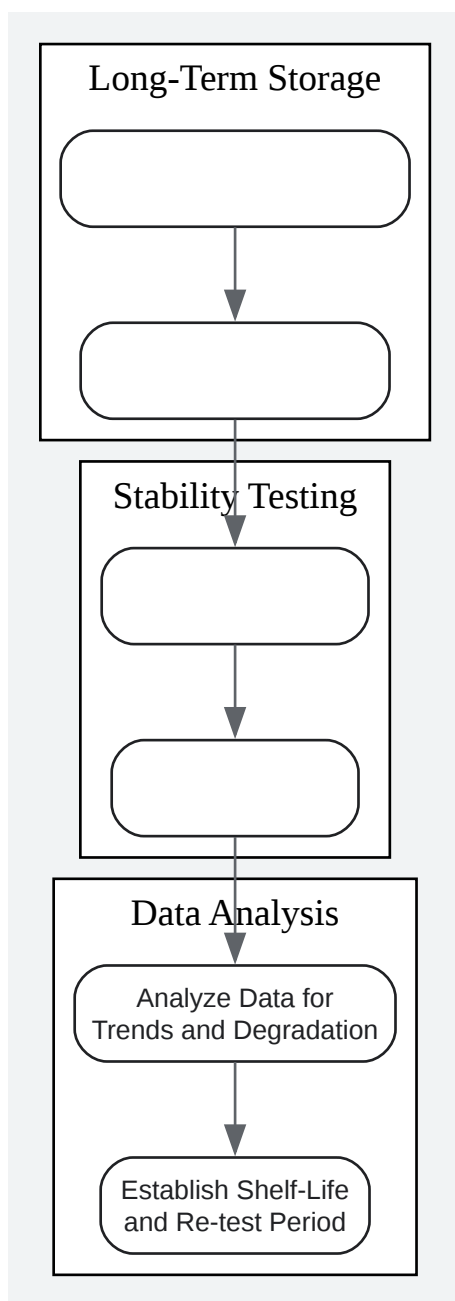 Long-Term Storage
Stability Testing
Data Analysis
Analyze Data for
Trends and Degradation
Establish Shelf-Life
and Re-test Period